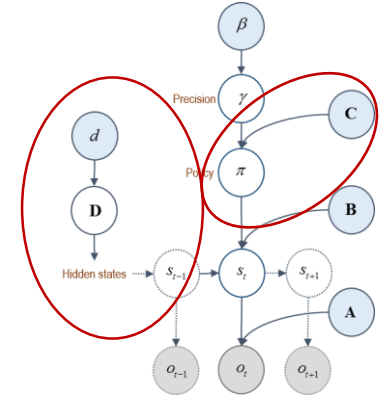 β
Precision
γ
C
d
Policy
π
D
B
Hidden states
s_{t-1}
s_t
s_{t+1}
A
o_{t-1}
o_t
o_{t+1}